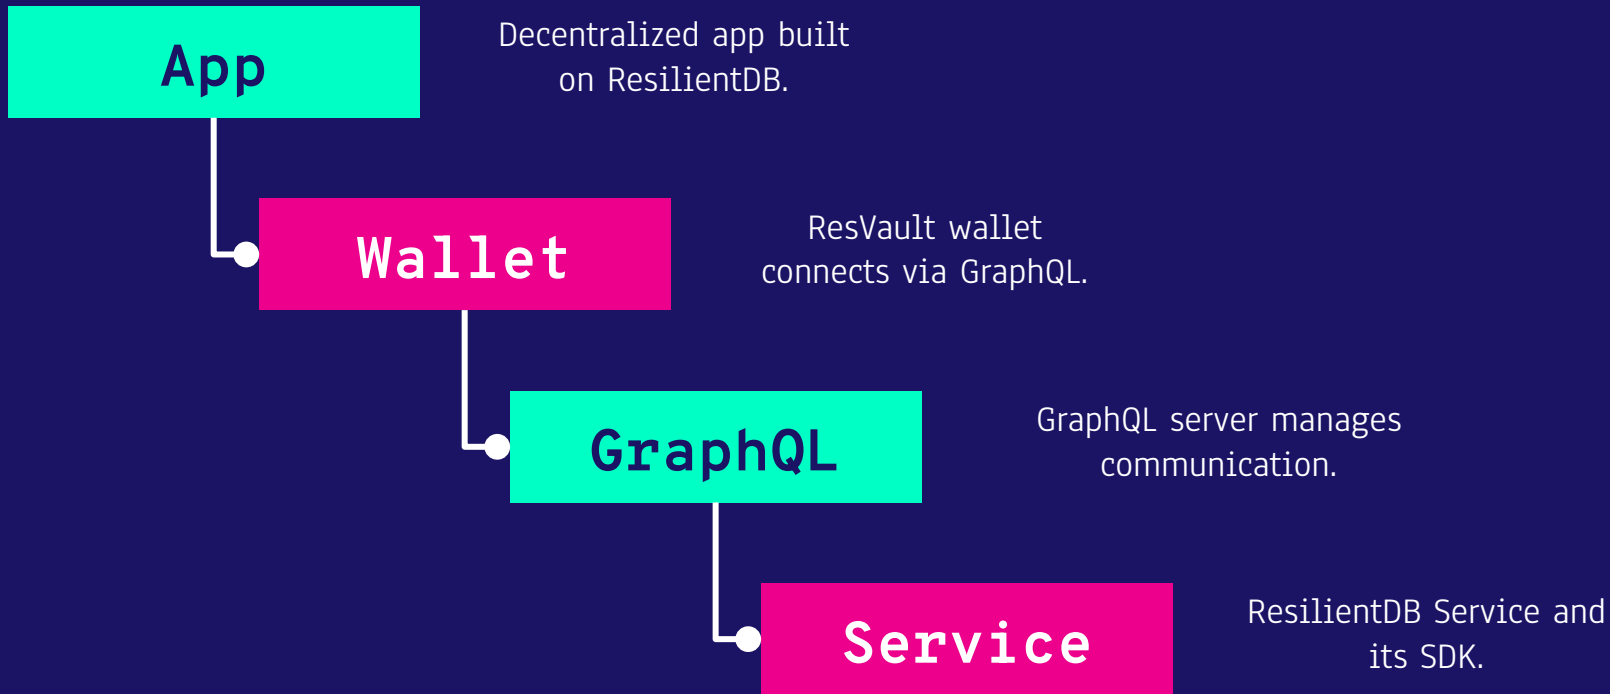 App
Decentralized app built
on ResilientDB.
Wallet
ResVault wallet
connects via GraphQL.
GraphQL
GraphQL server manages
communication.
Service
ResilientDB Service and
its SDK.